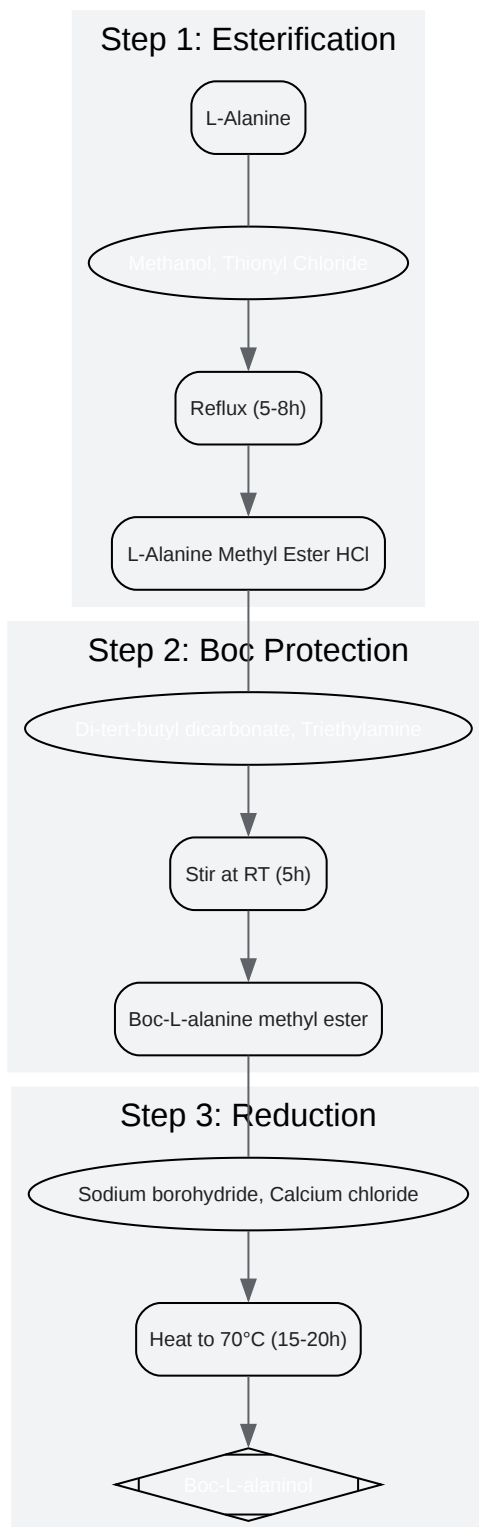 Step 1: Esterification
L-Alanine
Methanol, Thionyl Chloride
Reflux (5-8h)
L-Alanine Methyl Ester HCl
Step 2: Boc Protection
Di-tert-butyl dicarbonate, Triethylamine
Stir at RT (5h)
Boc-L-alanine methyl ester
Step 3: Reduction
Sodium borohydride, Calcium chloride
Heat to 70°C (15-20h)
Boc-L-alaninol